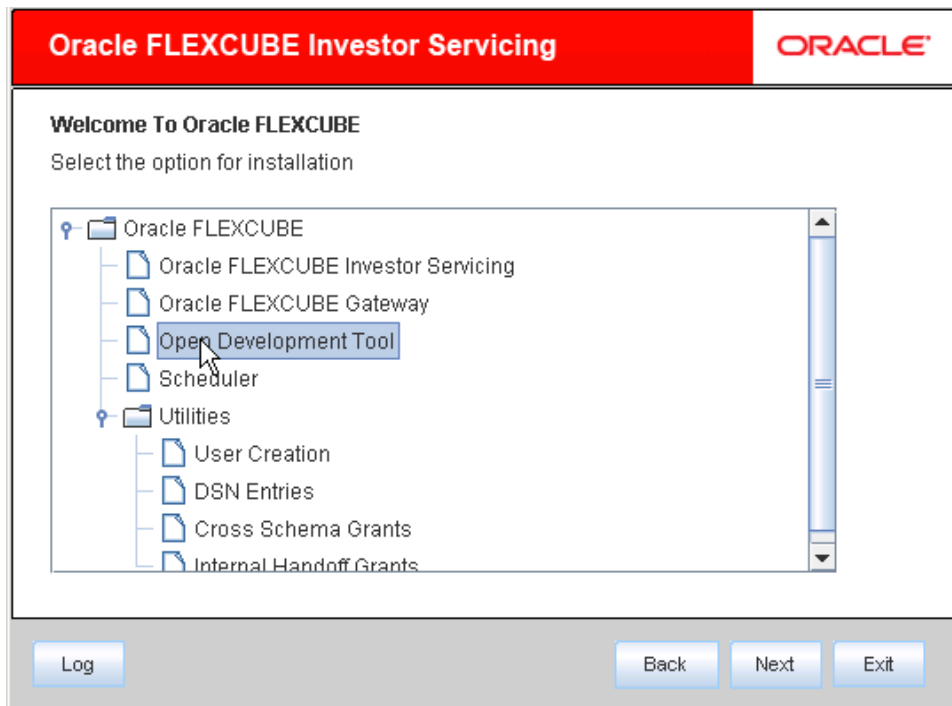 Oracle FLEXCUBE Investor Servicing
ORACLE
Welcome To Oracle FLEXCUBE
Select the option for installation
Oracle FLEXCUBE
Oracle FLEXCUBE Investor Servicing
Oracle FLEXCUBE Gateway
Open Development Tool
Scheduler
Utilities
User Creation
DSN Entries
Cross Schema Grants
Internal Handoff Grants
Log
Back
Next
Exit